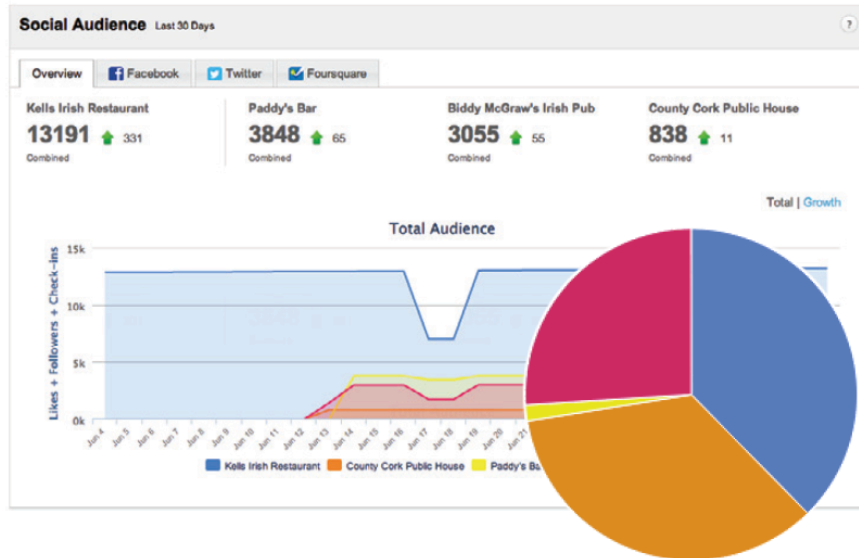 Social Audience Last 30 Days
?
Overview Facebook Twitter Foursquare
Kells Irish Restaurant
13191 331
Combined
Paddy's Bar
3848 65
Combined
Biddy McGraw's Irish Pub
3055 55
Combined
County Cork Public House
838 11
Combined
Total | Growth
Total Audience
Likes + Followers + Check-ins
15k
10k
5k
0k
Jun 4 Jun 5 Jun 6 Jun 7 Jun 8 Jun 9 Jun 10 Jun 11 Jun 12 Jun 13 Jun 14 Jun 15 Jun 16 Jun 17 Jun 18 Jun 19 Jun 20 Jun 21
Kells Irish Restaurant County Cork Public House Paddy's